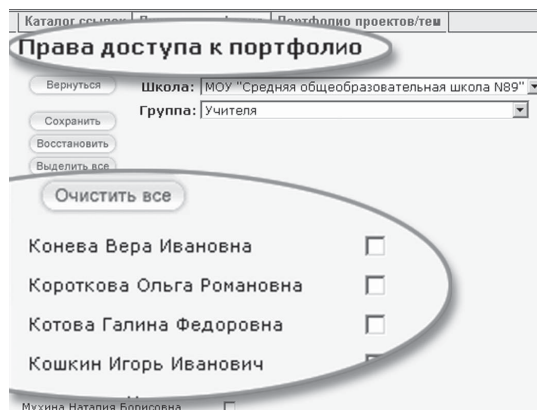 Каталог ссылок Портфолио проектов/тем
Права доступа к портфолио
Вернуться Школа: МОУ "Средняя общеобразовательная школа N89"
Группа: Учителя
Сохранить
Восстановить
Выделить все
Очистить все
Конева Вера Ивановна
Короткова Ольга Романовна
Котова Галина Федоровна
Кошкин Игорь Иванович
Мухина Наталия Борисовна